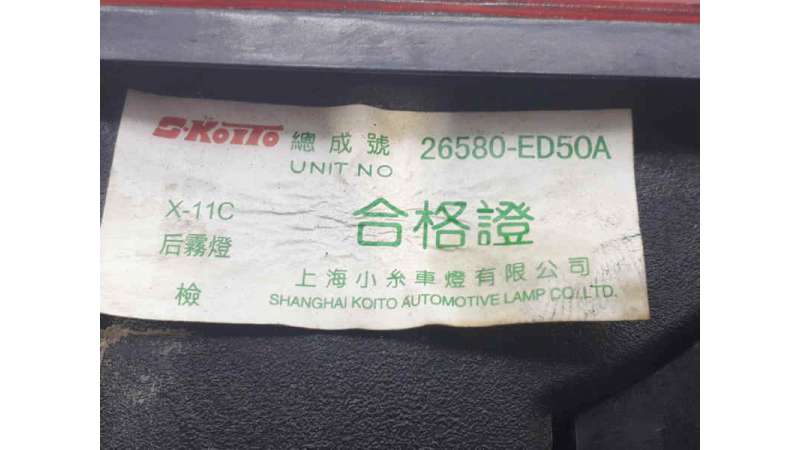 S-KOITO 總成號 26580-ED50A
UNIT NO
X-11C 合格證
后霧燈
上海小糸車燈有限公司
檢 SHANGHAI KOITO AUTOMOTIVE LAMP CO., LTD.